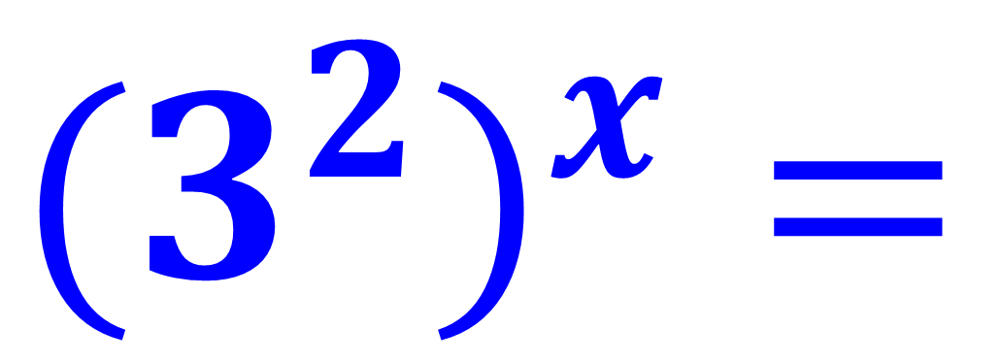 (3²)ˣ =